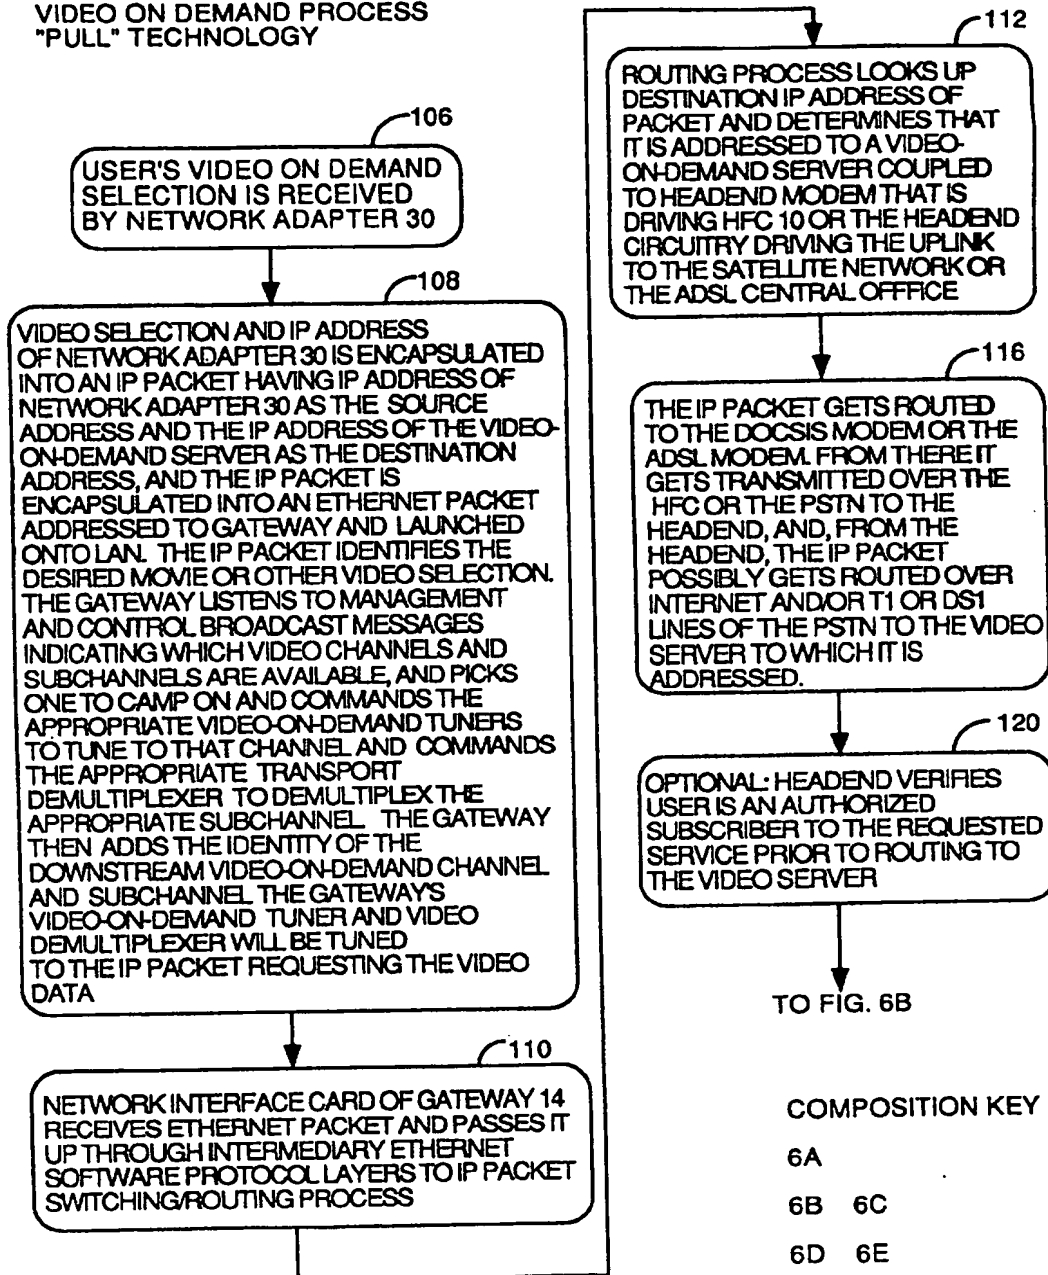 VIDEO ON DEMAND PROCESS
"PULL" TECHNOLOGY
106
USER'S VIDEO ON DEMAND
SELECTION IS RECEIVED
BY NETWORK ADAPTER 30
108
VIDEO SELECTION AND IP ADDRESS
OF NETWORK ADAPTER 30 IS ENCAPSULATED
INTO AN IP PACKET HAVING IP ADDRESS OF
NETWORK ADAPTER 30 AS THE SOURCE
ADDRESS AND THE IP ADDRESS OF THE VIDEO-
ON-DEMAND SERVER AS THE DESTINATION
ADDRESS, AND THE IP PACKET IS
ENCAPSULATED INTO AN ETHERNET PACKET
ADDRESSED TO GATEWAY AND LAUNCHED
ONTO LAN. THE IP PACKET IDENTIFIES THE
DESIRED MOVIE OR OTHER VIDEO SELECTION.
THE GATEWAY LISTENS TO MANAGEMENT
AND CONTROL BROADCAST MESSAGES
INDICATING WHICH VIDEO CHANNELS AND
SUBCHANNELS ARE AVAILABLE, AND PICKS
ONE TO CAMP ON AND COMMANDS THE
APPROPRIATE VIDEO-ON-DEMAND TUNERS
TO TUNE TO THAT CHANNEL AND COMMANDS
THE APPROPRIATE TRANSPORT
DEMULTIPLEXER TO DEMULTIPLEX THE
APPROPRIATE SUBCHANNEL THE GATEWAY
THEN ADDS THE IDENTITY OF THE
DOWNSTREAM VIDEO-ON-DEMAND CHANNEL
AND SUBCHANNEL THE GATEWAY'S
VIDEO-ON-DEMAND TUNER AND VIDEO
DEMULTIPLEXER WILL BE TUNED
TO THE IP PACKET REQUESTING THE VIDEO
DATA
110
NETWORK INTERFACE CARD OF GATEWAY 14
RECEIVES ETHERNET PACKET AND PASSES IT
UP THROUGH INTERMEDIARY ETHERNET
SOFTWARE PROTOCOL LAYERS TO IP PACKET
SWITCHING/ROUTING PROCESS
112
ROUTING PROCESS LOOKS UP
DESTINATION IP ADDRESS OF
PACKET AND DETERMINES THAT
IT IS ADDRESSED TO A VIDEO-
ON-DEMAND SERVER COUPLED
TO HEADEND MODEM THAT IS
DRIVING HFC 10 OR THE HEADEND
CIRCUITRY DRIVING THE UPLINK
TO THE SATELLITE NETWORK OR
THE ADSL CENTRAL OFFFICE
116
THE IP PACKET GETS ROUTED
TO THE DOCSIS MODEM OR THE
ADSL MODEM. FROM THERE IT
GETS TRANSMITTED OVER THE
HFC OR THE PSTN TO THE
HEADEND, AND, FROM THE
HEADEND, THE IP PACKET
POSSIBLY GETS ROUTED OVER
INTERNET AND/OR T1 OR DS1
LINES OF THE PSTN TO THE VIDEO
SERVER TO WHICH IT IS
ADDRESSED.
120
OPTIONAL: HEADEND VERIFIES
USER IS AN AUTHORIZED
SUBSCRIBER TO THE REQUESTED
SERVICE PRIOR TO ROUTING TO
THE VIDEO SERVER
TO FIG. 6B
COMPOSITION KEY
6A
6B 6C
6D 6E